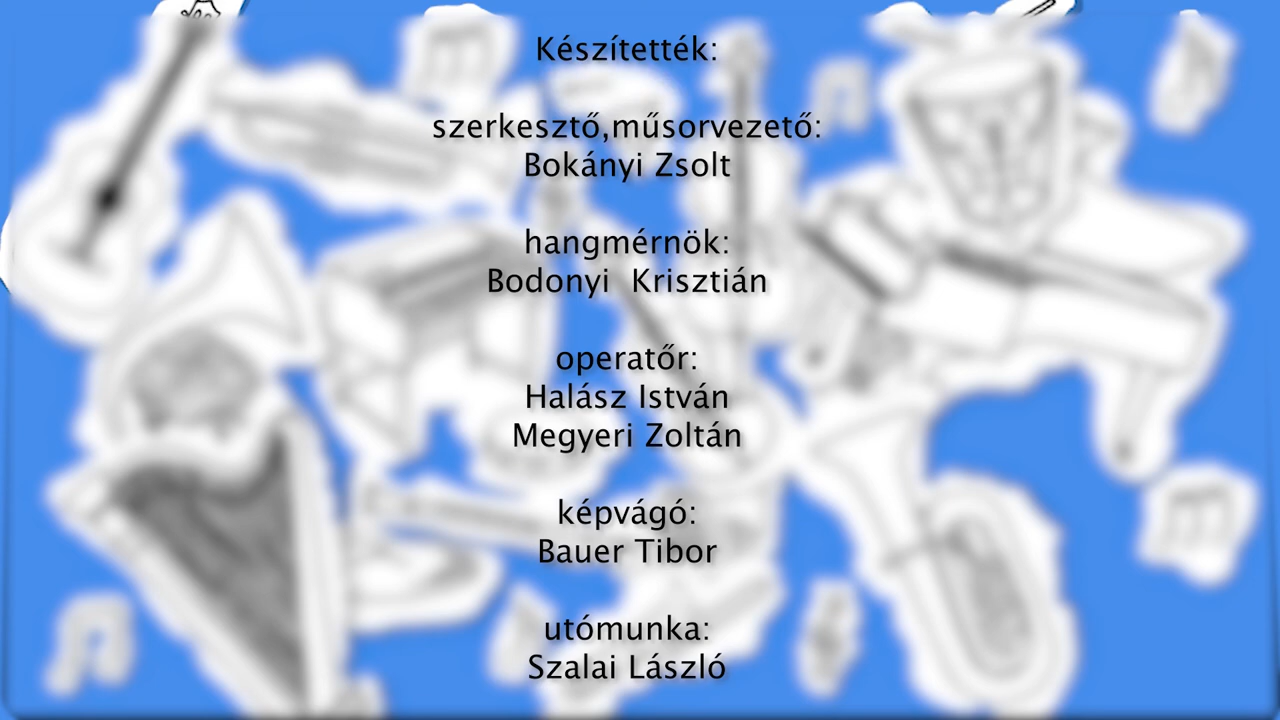 Készítették:
szerkesztő,műsorvezető:
Bokányi Zsolt
hangmérnök:
Bodonyi  Krisztián
operatőr:
Halász István
Megyeri Zoltán
képvágó:
Bauer Tibor
utómunka:
Szalai László